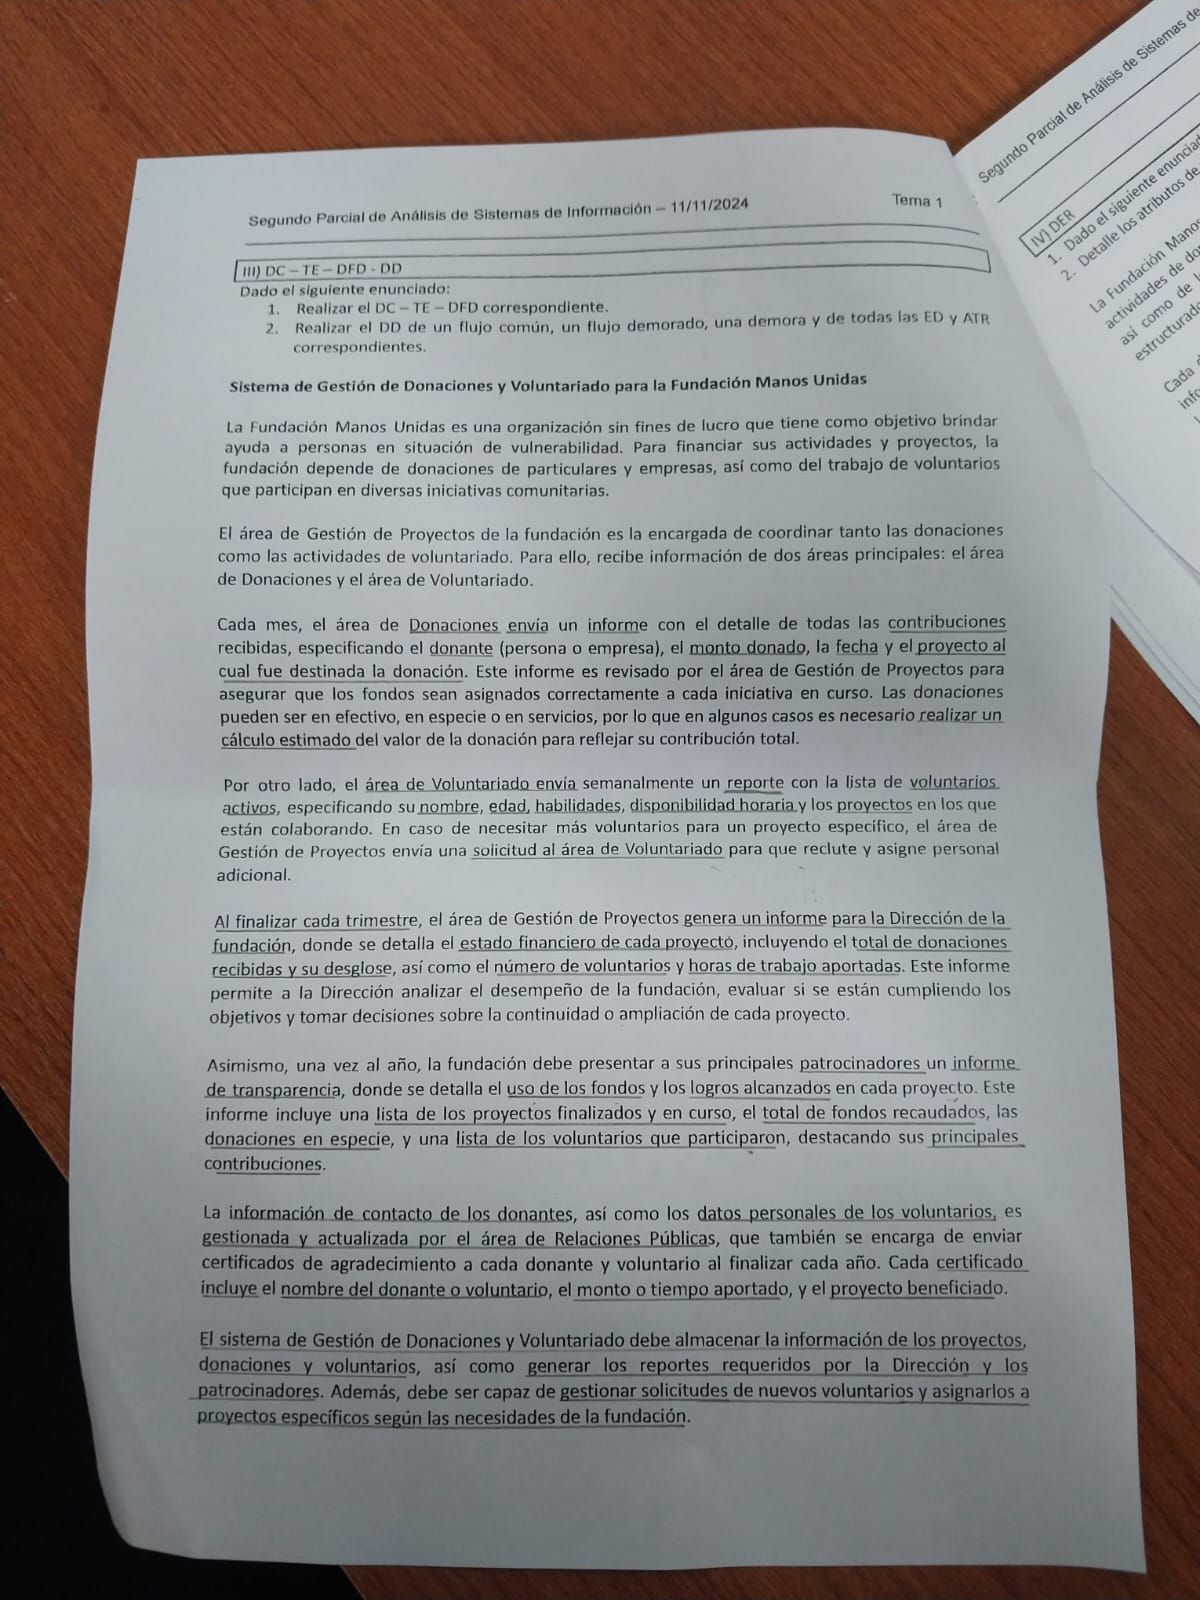 Segundo Parcial de Análisis de Sistemas de Información – 11/11/2024 Tema 1
III) DC – TE – DFD - DD
Dado el siguiente enunciado:
1. Realizar el DC – TE – DFD correspondiente.
2. Realizar el DD de un flujo común, un flujo demorado, una demora y de todas las ED y ATR
correspondientes.
Sistema de Gestión de Donaciones y Voluntariado para la Fundación Manos Unidas
La Fundación Manos Unidas es una organización sin fines de lucro que tiene como objetivo brindar
ayuda a personas en situación de vulnerabilidad. Para financiar sus actividades y proyectos, la
fundación depende de donaciones de particulares y empresas, así como del trabajo de voluntarios
que participan en diversas iniciativas comunitarias.
El área de Gestión de Proyectos de la fundación es la encargada de coordinar tanto las donaciones
como las actividades de voluntariado. Para ello, recibe información de dos áreas principales: el área
de Donaciones y el área de Voluntariado.
Cada mes, el área de Donaciones envía un informe con el detalle de todas las contribuciones
recibidas, especificando el donante (persona o empresa), el monto donado, la fecha y el proyecto al
cual fue destinada la donación. Este informe es revisado por el área de Gestión de Proyectos para
asegurar que los fondos sean asignados correctamente a cada iniciativa en curso. Las donaciones
pueden ser en efectivo, en especie o en servicios, por lo que en algunos casos es necesario realizar un
cálculo estimado del valor de la donación para reflejar su contribución total.
Por otro lado, el área de Voluntariado envía semanalmente un reporte con la lista de voluntarios
activos, especificando su nombre, edad, habilidades, disponibilidad horaria y los proyectos en los que
están colaborando. En caso de necesitar más voluntarios para un proyecto específico, el área de
Gestión de Proyectos envía una solicitud al área de Voluntariado para que reclute y asigne personal
adicional.
Al finalizar cada trimestre, el área de Gestión de Proyectos genera un informe para la Dirección de la
fundación, donde se detalla el estado financiero de cada proyecto, incluyendo el total de donaciones
recibidas y su desglose, así como el número de voluntarios y horas de trabajo aportadas. Este informe
permite a la Dirección analizar el desempeño de la fundación, evaluar si se están cumpliendo los
objetivos y tomar decisiones sobre la continuidad o ampliación de cada proyecto.
Asimismo, una vez al año, la fundación debe presentar a sus principales patrocinadores un informe
de transparencia, donde se detalla el uso de los fondos y los logros alcanzados en cada proyecto. Este
informe incluye una lista de los proyectos finalizados y en curso, el total de fondos recaudados, las
donaciones en especie, y una lista de los voluntarios que participaron, destacando sus principales
contribuciones.
La información de contacto de los donantes, así como los datos personales de los voluntarios, es
gestionada y actualizada por el área de Relaciones Públicas, que también se encarga de enviar
certificados de agradecimiento a cada donante y voluntario al finalizar cada año. Cada certificado
incluye el nombre del donante o voluntario, el monto o tiempo aportado, y el proyecto beneficiado.
El sistema de Gestión de Donaciones y Voluntariado debe almacenar la información de los proyectos,
donaciones y voluntarios, así como generar los reportes requeridos por la Dirección y los
patrocinadores. Además, debe ser capaz de gestionar solicitudes de nuevos voluntarios y asignarlos a
proyectos específicos según las necesidades de la fundación.
Segundo Parcial de Análisis de Sistemas de
IV) DER
1. Dado el siguiente
2. Detalle los atributos de
La Fundación Manos
actividades de
así como de
Cada